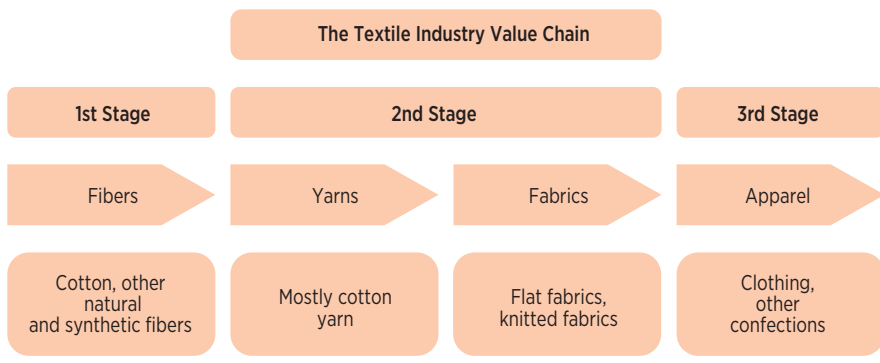 The Textile Industry Value Chain
1st Stage
2nd Stage
3rd Stage
Fibers
Yarns
Fabrics
Apparel
Cotton, other
natural
and synthetic fibers
Mostly cotton
yarn
Flat fabrics,
knitted fabrics
Clothing,
other
confections